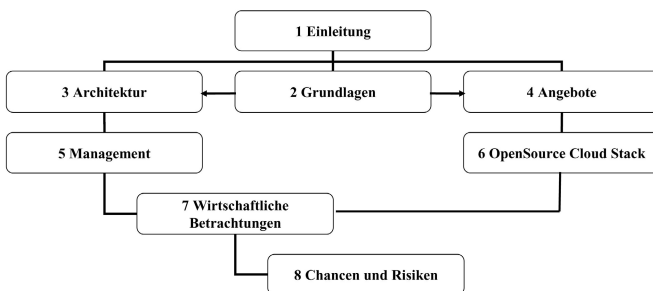 1 Einleitung
3 Architektur
2 Grundlagen
4 Angebote
5 Management
6 OpenSource Cloud Stack
7 Wirtschaftliche
Betrachtungen
8 Chancen und Risiken